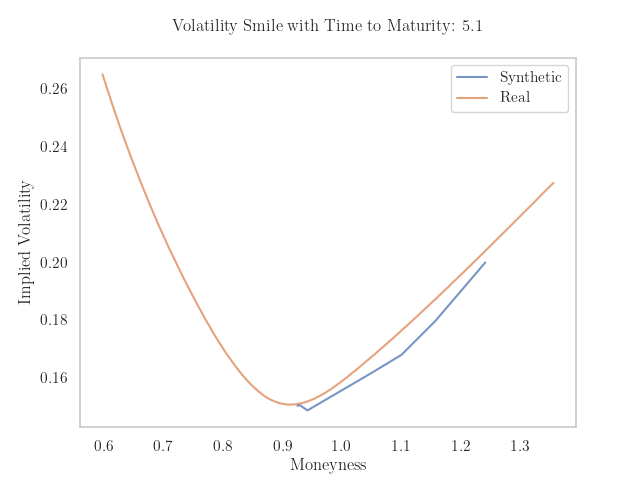 Volatility Smile with Time to Maturity: 5.1
Synthetic
Real
Implied Volatility
0.26
0.24
0.22
0.20
0.18
0.16
0.6 0.7 0.8 0.9 1.0 1.1 1.2 1.3
Moneyness